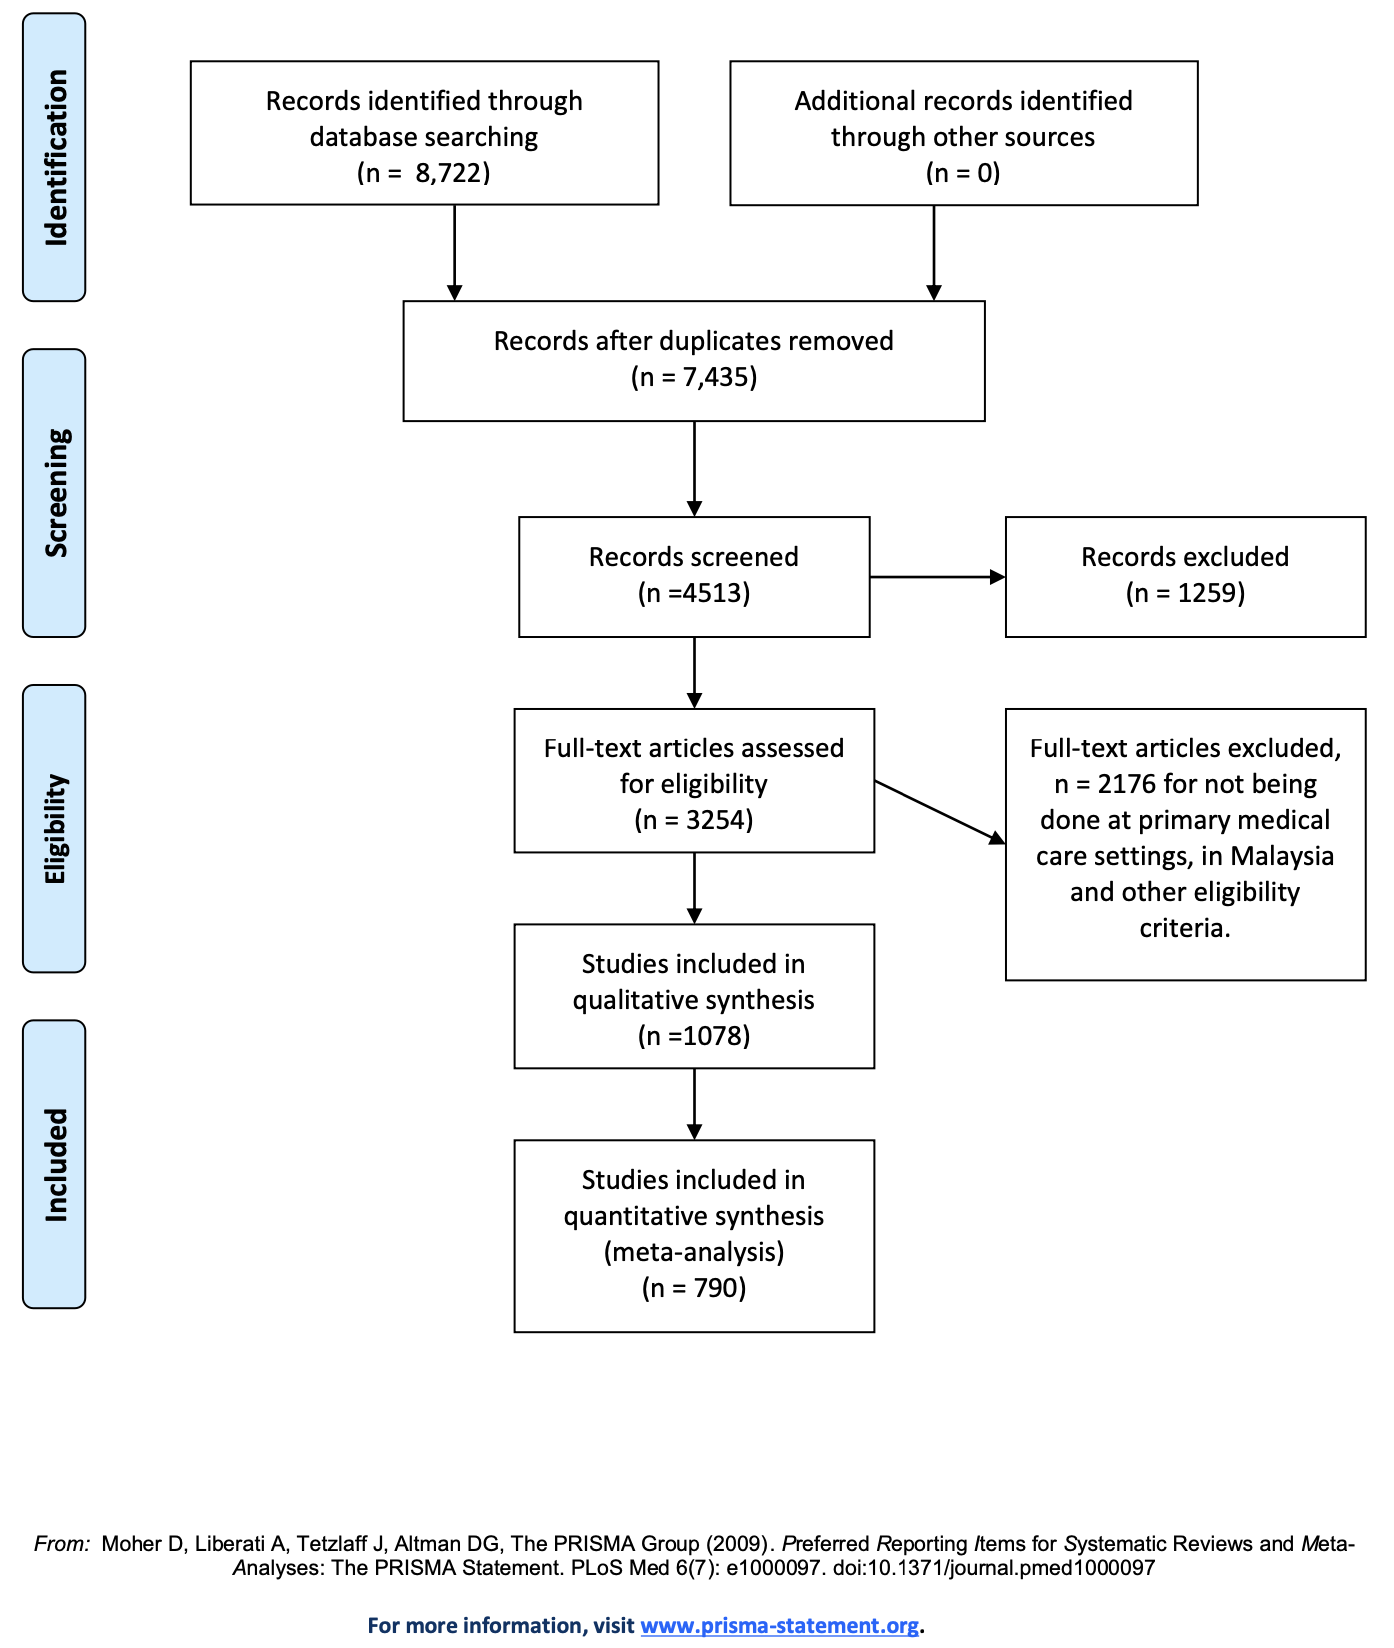 Identification
Records identified through
database searching
(n =  8,722)
Additional records identified
through other sources
(n = 0)
Records after duplicates removed
(n = 7,435)
Screening
Records screened
(n =4513)
Records excluded
(n = 1259)
Eligibility
Full-text articles assessed
for eligibility
(n = 3254)
Full-text articles excluded,
n = 2176 for not being
done at primary medical
care settings, in Malaysia
and other eligibility
criteria.
Studies included in
qualitative synthesis
(n =1078)
Included
Studies included in
quantitative synthesis
(meta-analysis)
(n = 790)
From:  Moher D, Liberati A, Tetzlaff J, Altman DG, The PRISMA Group (2009). Preferred Reporting Items for Systematic Reviews and Meta-
Analyses: The PRISMA Statement. PLoS Med 6(7): e1000097. doi:10.1371/journal.pmed1000097
For more information, visit www.prisma-statement.org.